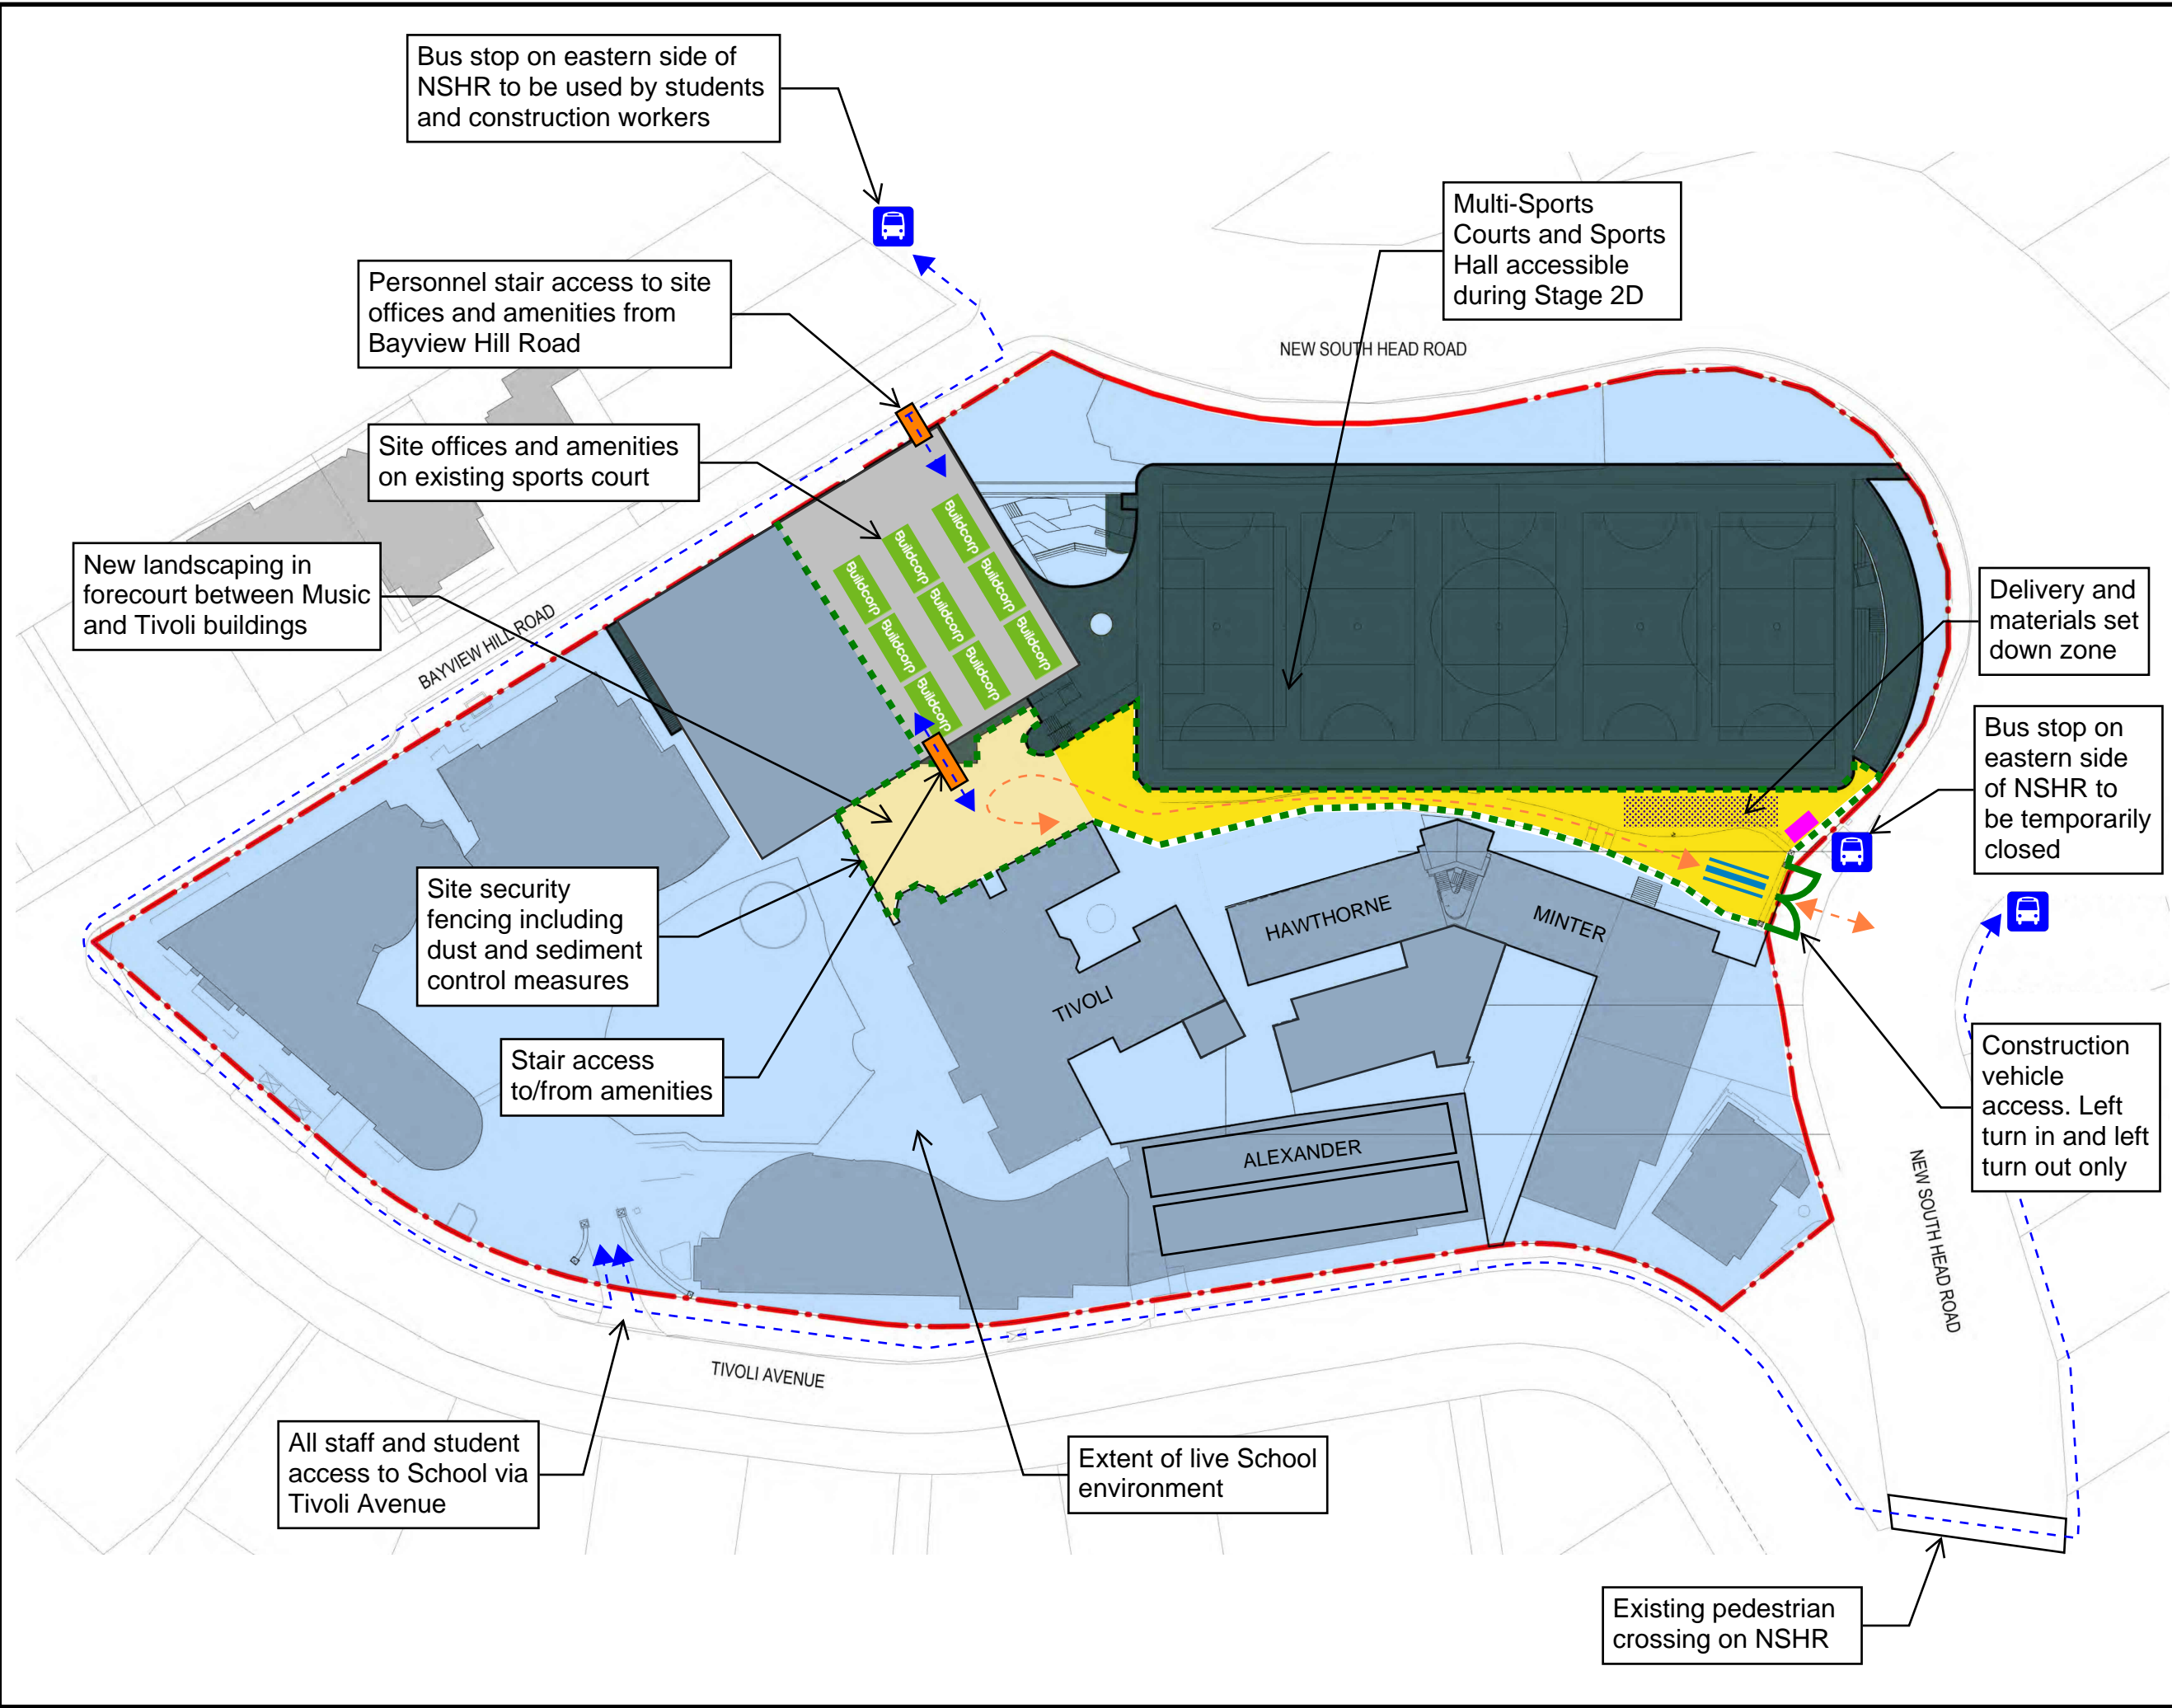 Bus stop on eastern side of
NSHR to be used by students
and construction workers
Multi-Sports
Courts and Sports
Hall accessible
during Stage 2D
Personnel stair access to site
offices and amenities from
Bayview Hill Road
NEW SOUTH HEAD ROAD
Site offices and amenities
on existing sports court
New landscaping in
forecourt between Music
and Tivoli buildings
BAYVIEW HILL ROAD
Buildcorp
Buildcorp
Buildcorp
Buildcorp
Buildcorp
Buildcorp
Buildcorp
Buildcorp
Buildcorp
Delivery and
materials set
down zone
Bus stop on
eastern side
of NSHR to
be temporarily
closed
Site security
fencing including
dust and sediment
control measures
HAWTHORNE
MINTER
TIVOLI
Stair access
to/from amenities
Construction
vehicle
access. Left
turn in and left
turn out only
ALEXANDER
NEW SOUTH HEAD ROAD
TIVOLI AVENUE
All staff and student
access to School via
Tivoli Avenue
Extent of live School
environment
Existing pedestrian
crossing on NSHR